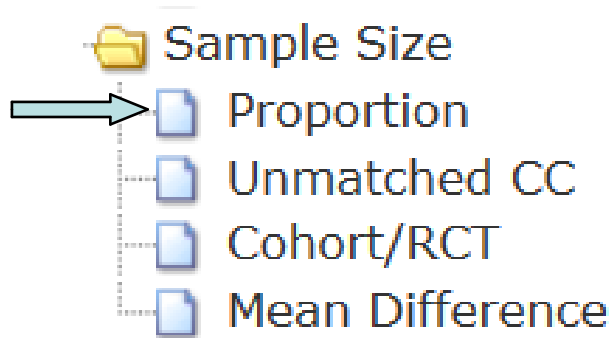 Sample Size
Proportion
Unmatched CC
Cohort/RCT
Mean Difference